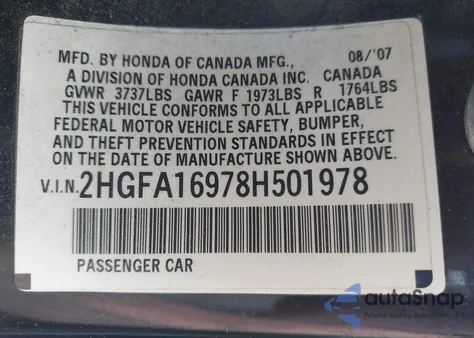 MFD. BY HONDA OF CANADA MFG., 08/'07
A DIVISION OF HONDA CANADA INC. CANADA
GVWR 3737LBS GAWR F 1973LBS R 1764LBS
THIS VEHICLE CONFORMS TO ALL APPLICABLE
FEDERAL MOTOR VEHICLE SAFETY, BUMPER,
AND THEFT PREVENTION STANDARDS IN EFFECT
ON THE DATE OF MANUFACTURE SHOWN ABOVE.
V.I.N. 2HGFA16978H501978
PASSENGER CAR
autoSnap